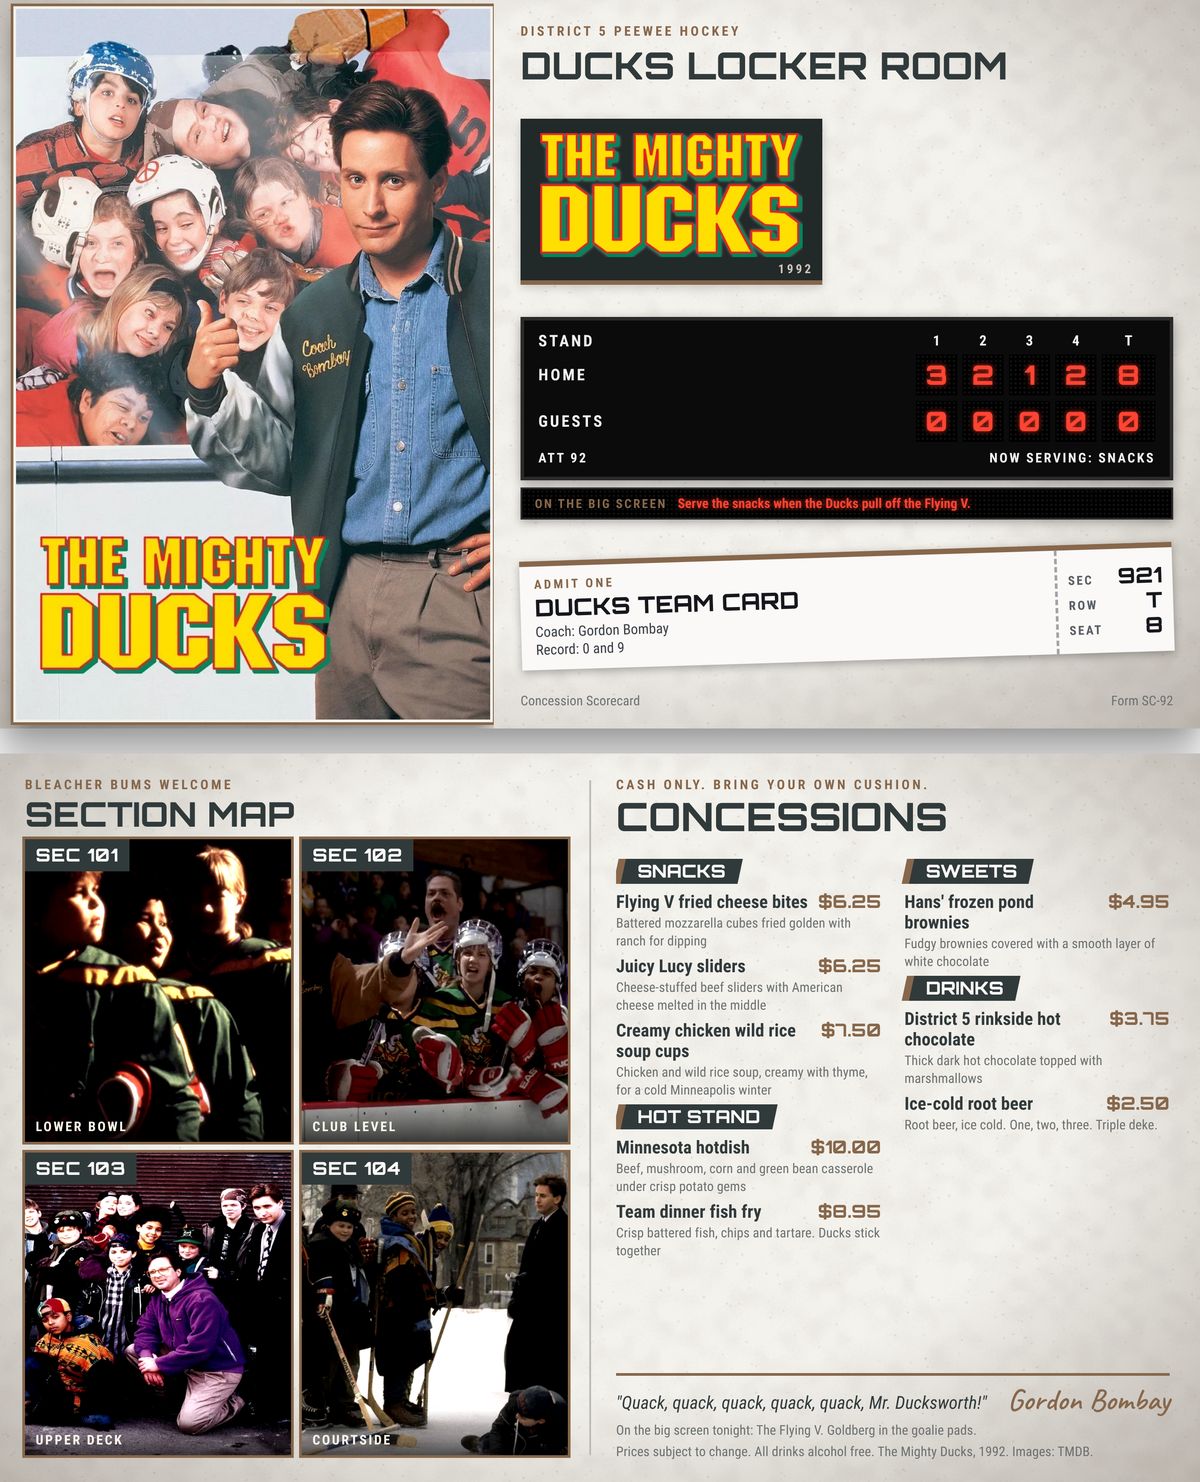 DISTRICT 5 PEEWEE HOCKEY
DUCKS LOCKER ROOM
THE MIGHTY
DUCKS
1992
Coach
Bombay
THE MIGHTY
DUCKS
STAND 1 2 3 4 T
HOME 3 2 1 2 8
GUESTS 0 0 0 0 0
ATT 92 NOW SERVING: SNACKS
ON THE BIG SCREEN Serve the snacks when the Ducks pull off the Flying V.
ADMIT ONE
DUCKS TEAM CARD
Coach: Gordon Bombay
Record: 0 and 9
SEC 921
ROW T
SEAT 8
Concession Scorecard Form SC-92
BLEACHER BUMS WELCOME
SECTION MAP
SEC 101
LOWER BOWL
SEC 102
CLUB LEVEL
SEC 103
UPPER DECK
SEC 104
COURTSIDE
CASH ONLY. BRING YOUR OWN CUSHION.
CONCESSIONS
SNACKS
Flying V fried cheese bites $6.25
Battered mozzarella cubes fried golden with
ranch for dipping
Juicy Lucy sliders $6.25
Cheese-stuffed beef sliders with American
cheese melted in the middle
Creamy chicken wild rice $7.50
soup cups
Chicken and wild rice soup, creamy with thyme,
for a cold Minneapolis winter
HOT STAND
Minnesota hotdish $10.00
Beef, mushroom, corn and green bean casserole
under crisp potato gems
Team dinner fish fry $8.95
Crisp battered fish, chips and tartare. Ducks stick
together
SWEETS
Hans' frozen pond $4.95
brownies
Fudgy brownies covered with a smooth layer of
white chocolate
DRINKS
District 5 rinkside hot $3.75
chocolate
Thick dark hot chocolate topped with
marshmallows
Ice-cold root beer $2.50
Root beer, ice cold. One, two, three. Triple deke.
"Quack, quack, quack, quack, quack, Mr. Ducksworth!" Gordon Bombay
On the big screen tonight: The Flying V. Goldberg in the goalie pads.
Prices subject to change. All drinks alcohol free. The Mighty Ducks, 1992. Images: TMDB.